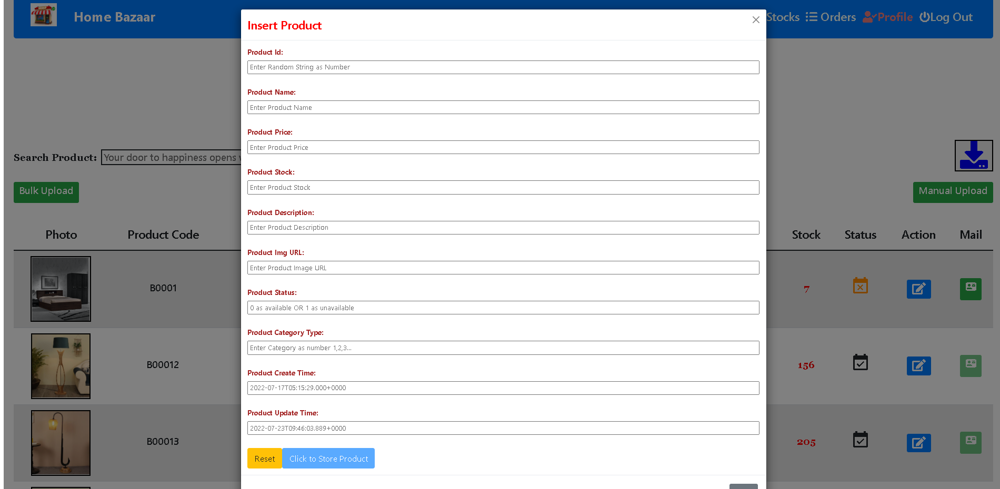 Home Bazaar
Stocks Orders Profile Log Out
Insert Product
Product Id:
Enter Random String as Number
Product Name:
Enter Product Name
Product Price:
Enter Product Price
Search Product: Your door to happiness opens
Product Stock:
Enter Product Stock
Bulk Upload
Manual Upload
Product Description:
Enter Product Description
Photo Product Code Stock Status Action Mail
Product Img URL:
Enter Product Image URL
B0001 7
Product Status:
0 as available OR 1 as unavailable
Product Category Type:
Enter Category as number 1,2,3...
B00012 156
Product Create Time:
2022-07-17T05:15:29.000+0000
Product Update Time:
2022-07-23T09:46:03.889+0000
B00013 205
Reset Click to Store Product